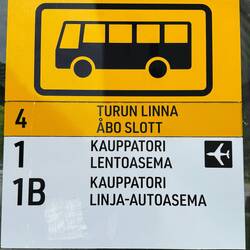 4 TURUN LINNA
ÅBO SLOTT
1 KAUPPATORI
LENTOASEMA
1B KAUPPATORI
LINJA-AUTOASEMA